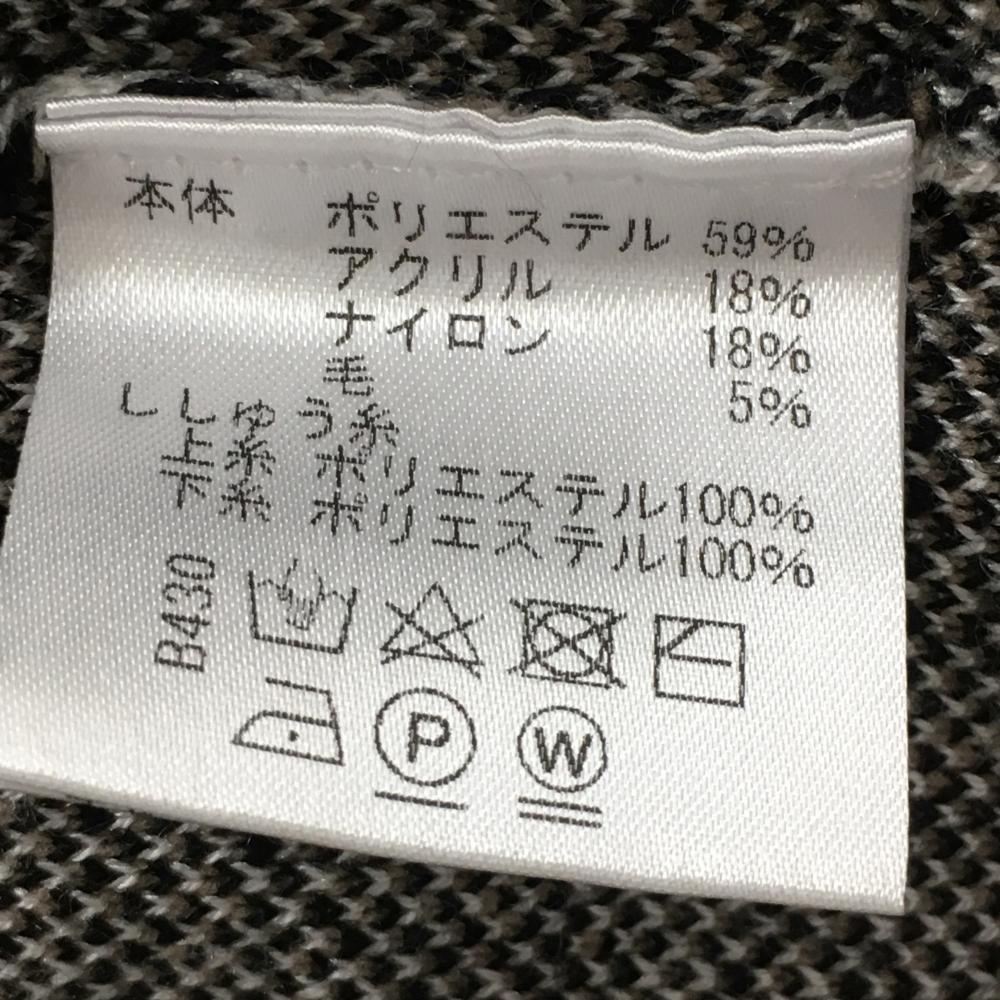 本体 ポリエステル 59%
アクリル 18%
ナイロン 18%
毛 5%
ししゅう糸
上糸 ポリエステル100%
下糸 ポリエステル100%
B430
P
W